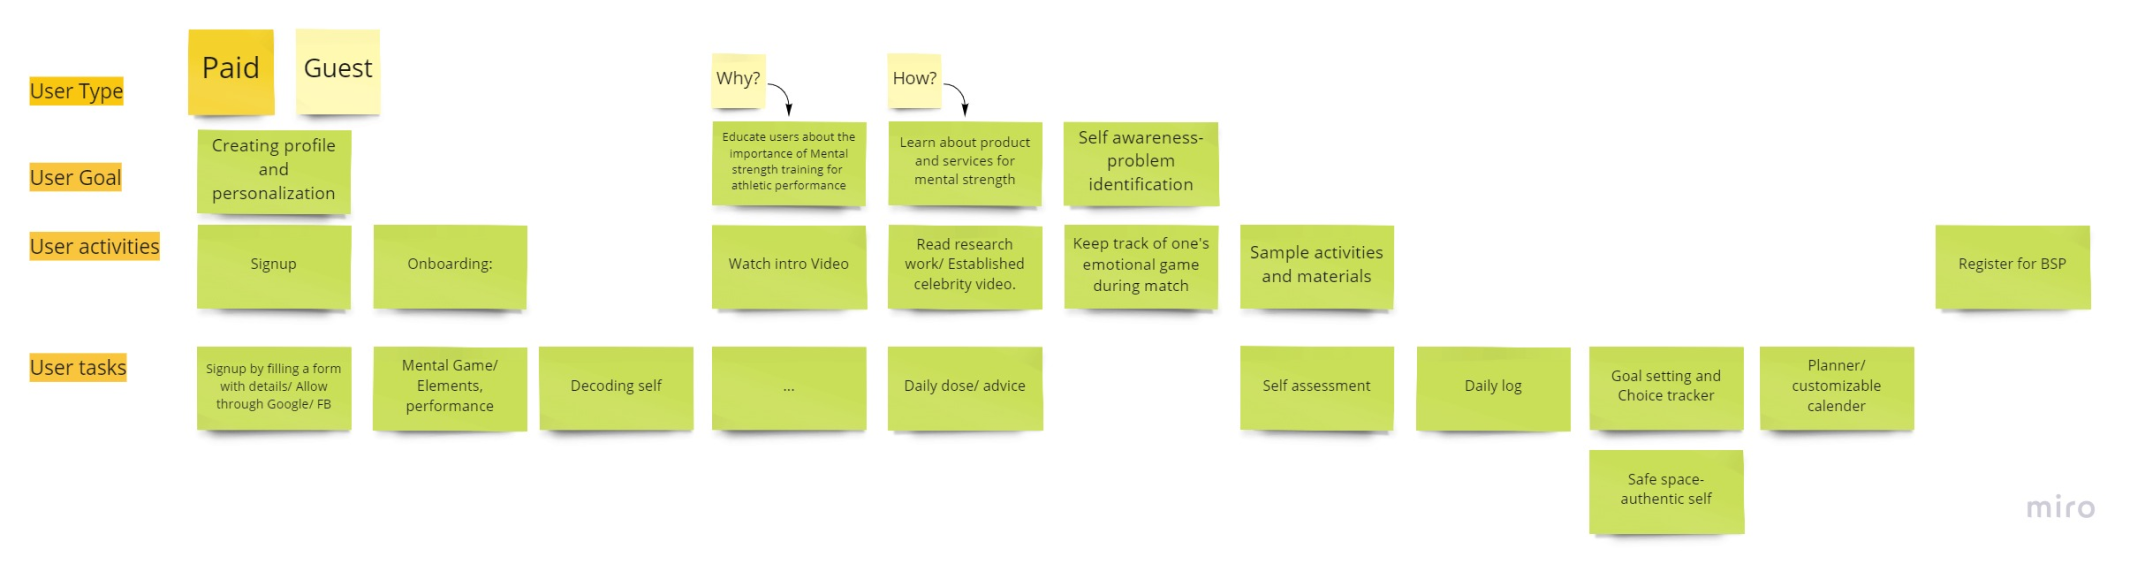 User Type
Paid
Guest
Why?
How?
User Goal
Creating profile
and
personalization
Educate users about the
importance of Mental
strength training for
athletic performance
Learn about product
and services for
mental strength
Self awareness-
problem
identification
User activities
Signup
Onboarding:
Watch intro Video
Read research
work/ Established
celebrity video.
Keep track of one's
emotional game
during match
Sample activities
and materials
Register for BSP
User tasks
Signup by filling a form
with details/ Allow
through Google/ FB
Mental Game/
Elements,
performance
Decoding self
...
Daily dose/ advice
Self assessment
Daily log
Goal setting and
Choice tracker
Planner/
customizable
calender
Safe space-
authentic self
miro